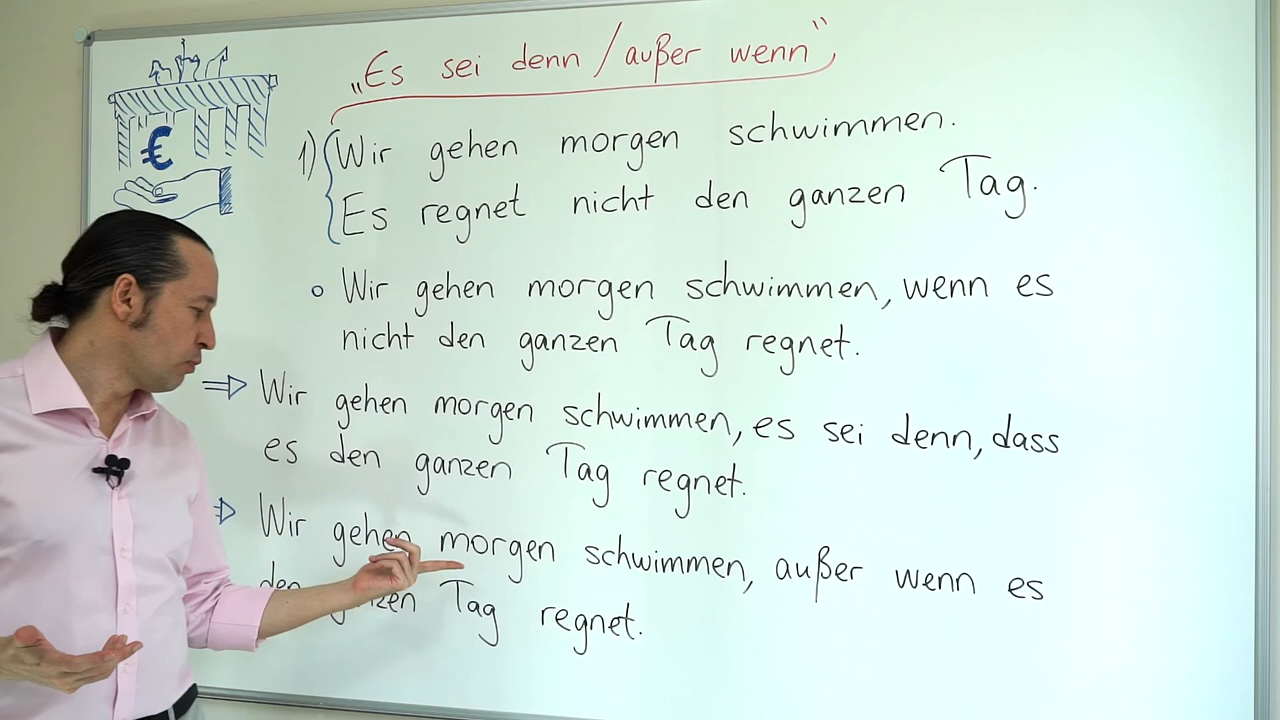 „Es sei denn / außer wenn“
€
1) Wir gehen morgen schwimmen.
Es regnet nicht den ganzen Tag.
Wir gehen morgen schwimmen, wenn es
nicht den ganzen Tag regnet.
⇒ Wir gehen morgen schwimmen, es sei denn, dass
es den ganzen Tag regnet.
⇒ Wir gehen morgen schwimmen, außer wenn es
den ganzen Tag regnet.